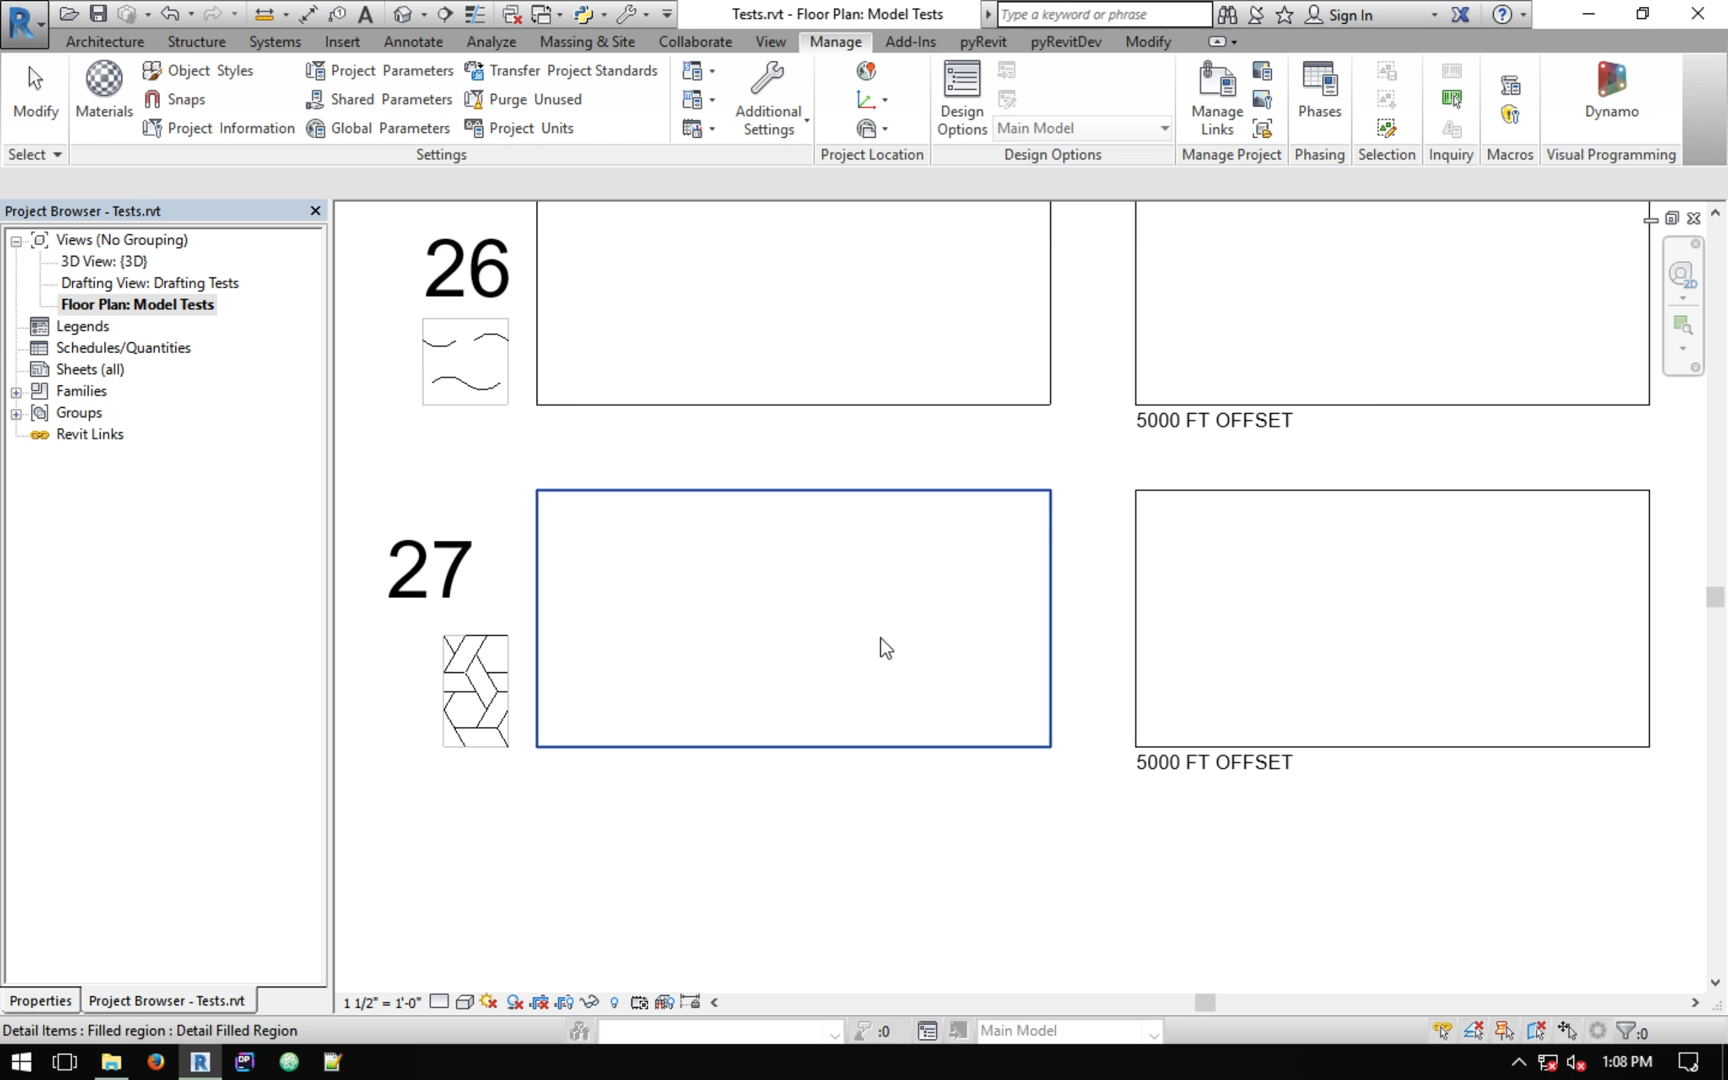 Tests.rvt - Floor Plan: Model Tests
Type a keyword or phrase
Sign In
Architecture Structure Systems Insert Annotate Analyze Massing & Site Collaborate View Manage Add-Ins pyRevit pyRevitDev Modify
Modify
Materials
Object Styles
Snaps
Project Information
Project Parameters
Shared Parameters
Global Parameters
Transfer Project Standards
Purge Unused
Project Units
Additional
Settings
Design
Options
Main Model
Manage
Links
Phases
Dynamo
Select Settings Project Location Design Options Manage Project Phasing Selection Inquiry Macros Visual Programming
Project Browser - Tests.rvt
Views (No Grouping)
3D View: {3D}
Drafting View: Drafting Tests
Floor Plan: Model Tests
Legends
Schedules/Quantities
Sheets (all)
Families
Groups
Revit Links
2D
26
5000 FT OFFSET
27
5000 FT OFFSET
Properties Project Browser - Tests.rvt
1 1/2" = 1'-0"
Detail Items : Filled region : Detail Filled Region
:0
Main Model
:0
1:08 PM